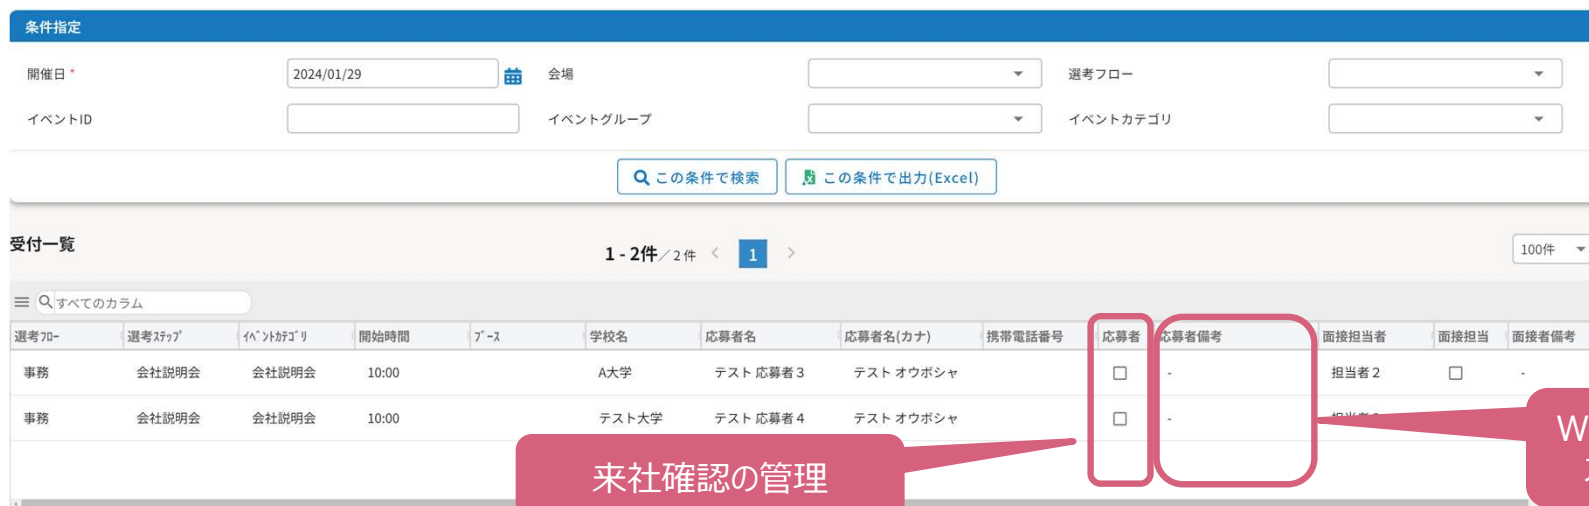 条件指定
開催日 * 2024/01/29 会場 選考フロー
イベントID イベントグループ イベントカテゴリ
この条件で検索 この条件で出力(Excel)
受付一覧 1 - 2件／2件 < 1 > 100件
すべてのカラム
選考ﾌﾛｰ 選考ｽﾃｯﾌﾟ ｲﾍﾞﾝﾄｶﾃｺﾞﾘ 開始時間 ﾌﾞｰｽ 学校名 応募者名 応募者名(カナ) 携帯電話番号 応募者 応募者備考 面接担当者 面接担当 面接者備考
事務 会社説明会 会社説明会 10:00 A大学 テスト 応募者3 テスト オウボシャ - 担当者2 -
事務 会社説明会 会社説明会 10:00 テスト大学 テスト 応募者4 テスト オウボシャ -
来社確認の管理
W